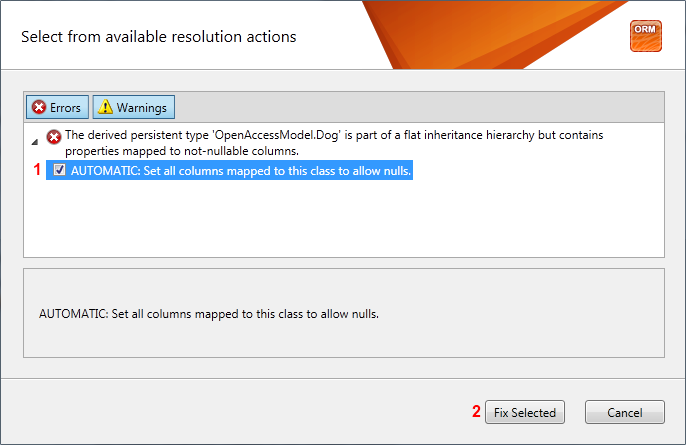 Select from available resolution actions
ORM
Errors
Warnings
The derived persistent type 'OpenAccessModel.Dog' is part of a flat inheritance hierarchy but contains
properties mapped to not-nullable columns.
1
AUTOMATIC: Set all columns mapped to this class to allow nulls.
AUTOMATIC: Set all columns mapped to this class to allow nulls.
2
Fix Selected
Cancel